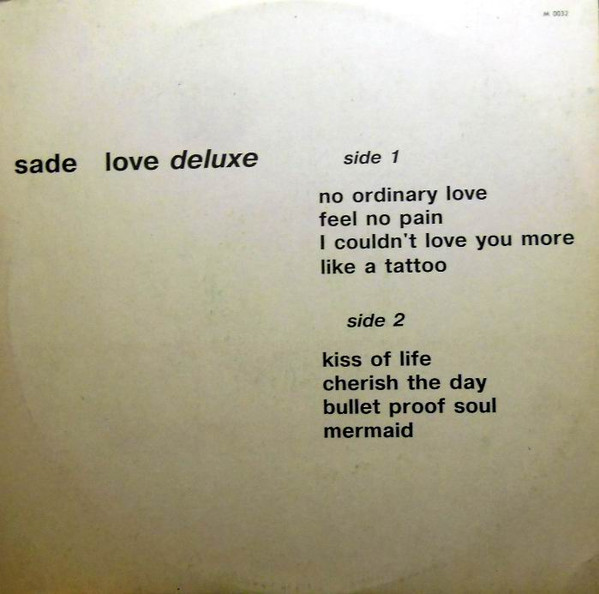 M 0032
sade love deluxe
side 1
no ordinary love
feel no pain
I couldn't love you more
like a tattoo
side 2
kiss of life
cherish the day
bullet proof soul
mermaid